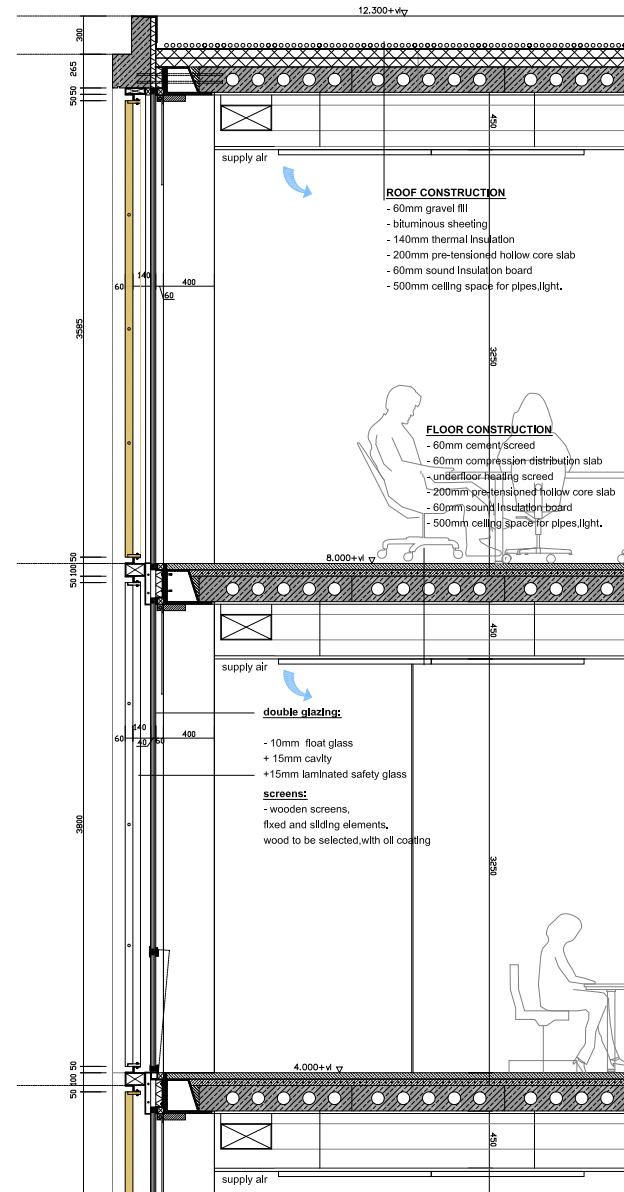 12.300+vl
300
265
50 50
450
supply air
ROOF CONSTRUCTION
- 60mm gravel fill
- bituminous sheeting
- 140mm thermal Insulation
- 200mm pre-tensioned hollow core slab
- 60mm sound Insulation board
- 500mm ceiling space for pipes,light.
60 140 400
60
3585
3250
FLOOR CONSTRUCTION
- 60mm cement screed
- 60mm compression distribution slab
- underfloor heating screed
- 200mm pre-tensioned hollow core slab
- 60mm sound Insulation board
- 500mm ceiling space for pipes,light.
8.000+vl
50 100 50
450
supply air
double glazing:
- 10mm float glass
+ 15mm cavity
+15mm laminated safety glass
60 140 40 60 400
screens:
- wooden screens,
fixed and sliding elements.
wood to be selected,with oil coating
3800
3250
4.000+vl
50 100 50
450
supply air